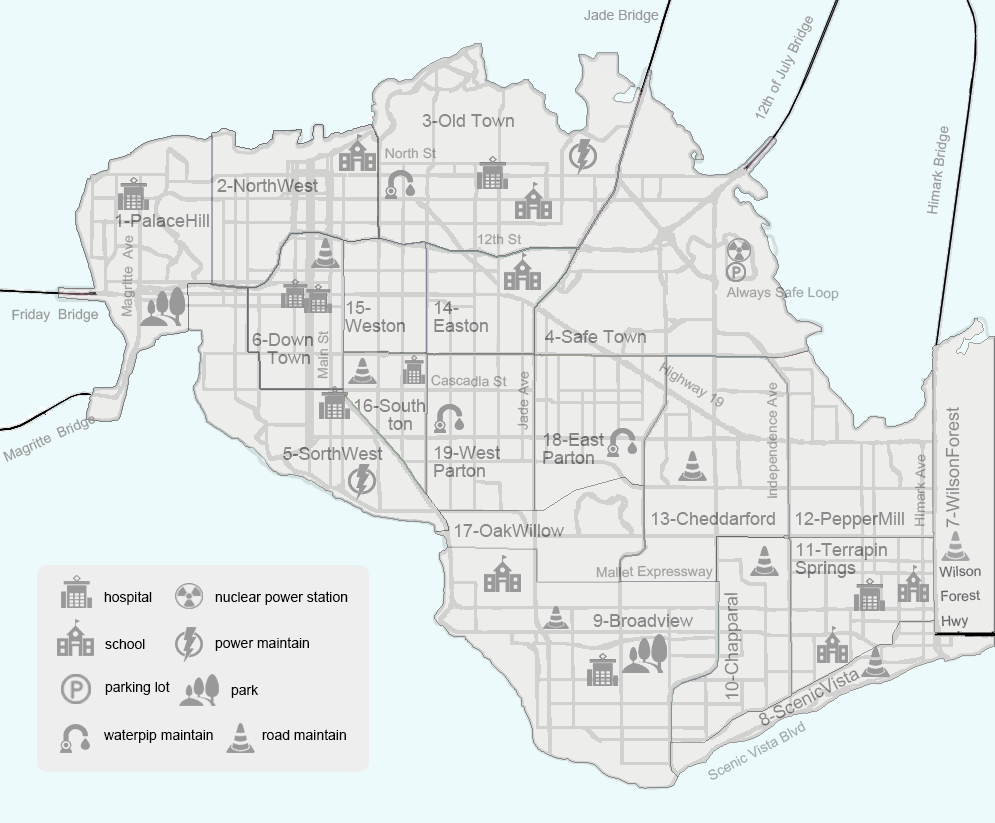 Jade Bridge
12th of July Bridge
Himark Bridge
3-Old Town
North St
2-NorthWest
1-PalaceHill
12th St
Magritte Ave
P
Always Safe Loop
Friday Bridge
15-
Weston
14-
Easton
6-Down
Town
Main St
4-Safe Town
Cascadla St
Jade Ave
Highway 19
Independence Ave
16-South
ton
Magritte Bridge
5-SorthWest
19-West
Parton
18-East
Parton
HImark Ave
7-WilsonForest
17-OakWillow
13-Cheddarford
12-PepperMill
11-Terrapin
Springs
Mallet Expressway
Wilson
Forest
Hwy
9-Broadview
10-Chapparal
8-ScenicVista
Scenic Vista Blvd
hospital
nuclear power station
school
power maintain
P
parking lot
park
waterpip maintain
road maintain